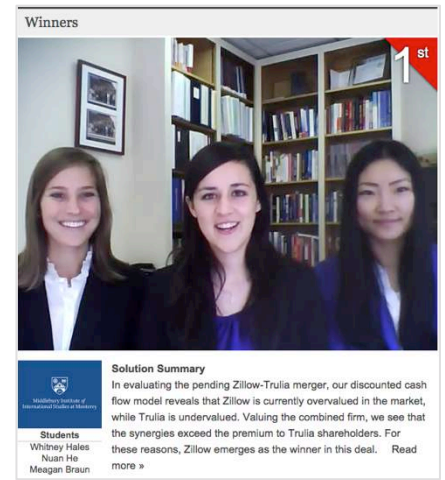 Winners
1st
Middlebury Institute of
International Studies at Monterey
Students
Whitney Hales
Nuan He
Meagan Braun
Solution Summary
In evaluating the pending Zillow-Trulia merger, our discounted cash
flow model reveals that Zillow is currently overvalued in the market,
while Trulia is undervalued. Valuing the combined firm, we see that
the synergies exceed the premium to Trulia shareholders. For
these reasons, Zillow emerges as the winner in this deal. Read
more »